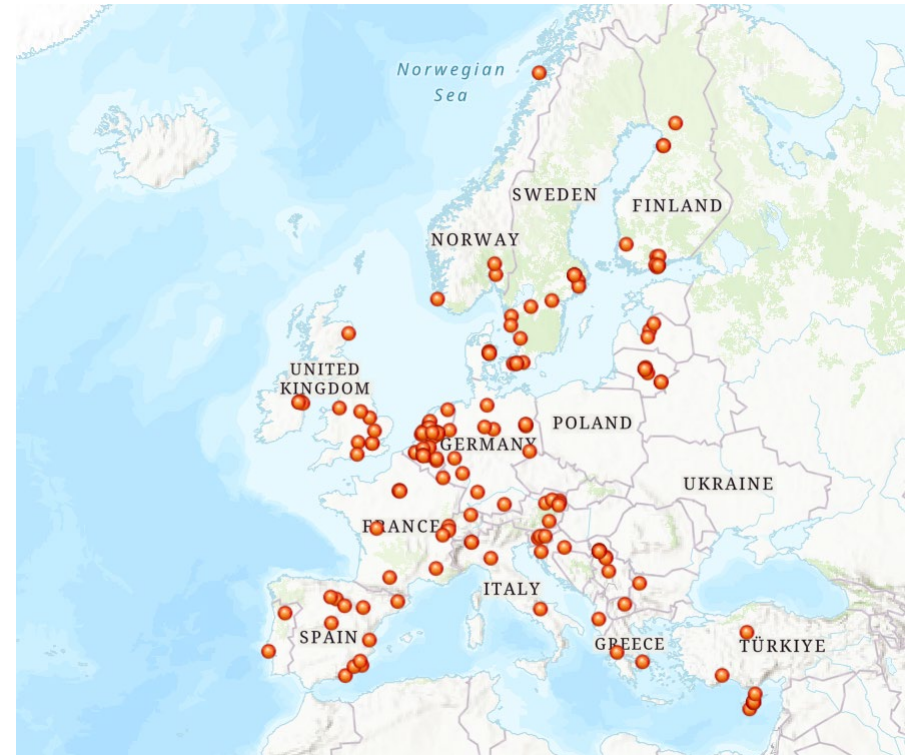 Norwegian
Sea
SWEDEN
FINLAND
NORWAY
UNITED
KINGDOM
POLAND
GERMANY
UKRAINE
FRANCE
ITALY
SPAIN
GREECE
TÜRKIYE